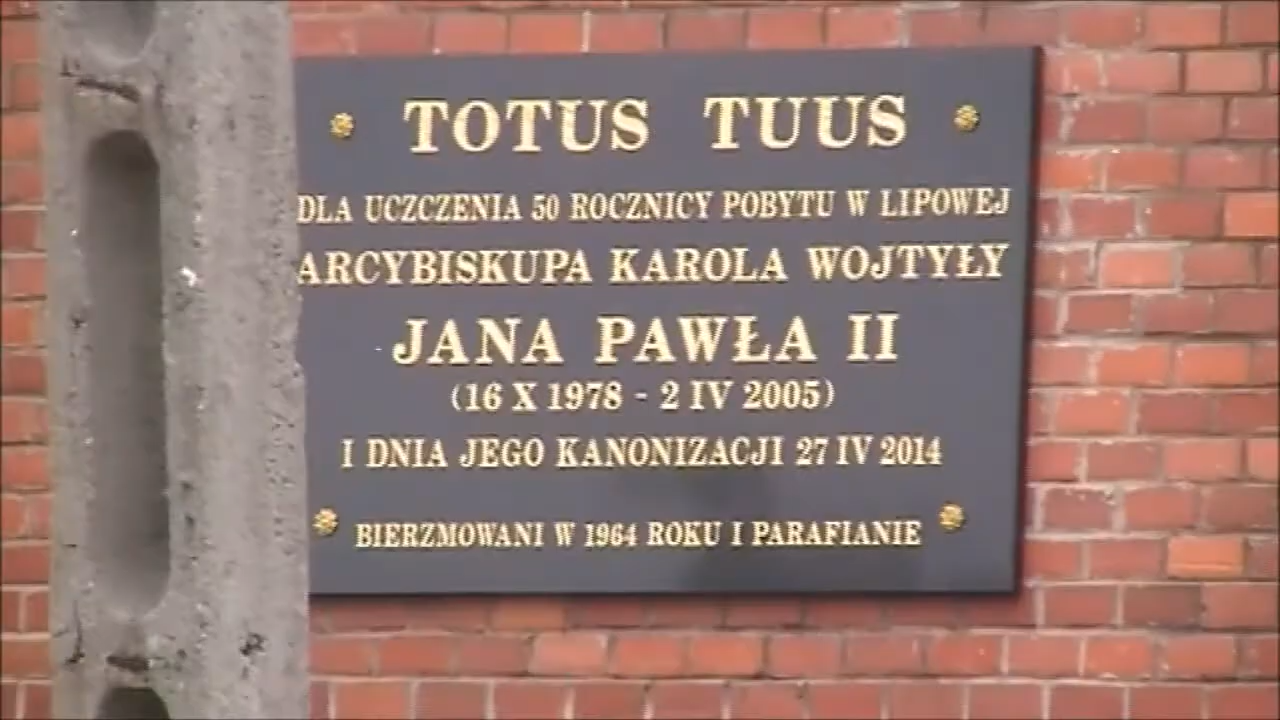 TOTUS TUUS
DLA UCZCZENIA 50 ROCZNICY POBYTU W LIPOWEJ
ARCYBISKUPA KAROLA WOJTYŁY
JANA PAWŁA II
(16 X 1978 - 2 IV 2005)
I DNIA JEGO KANONIZACJI 27 IV 2014
BIERZMOWANI W 1964 ROKU I PARAFIANIE